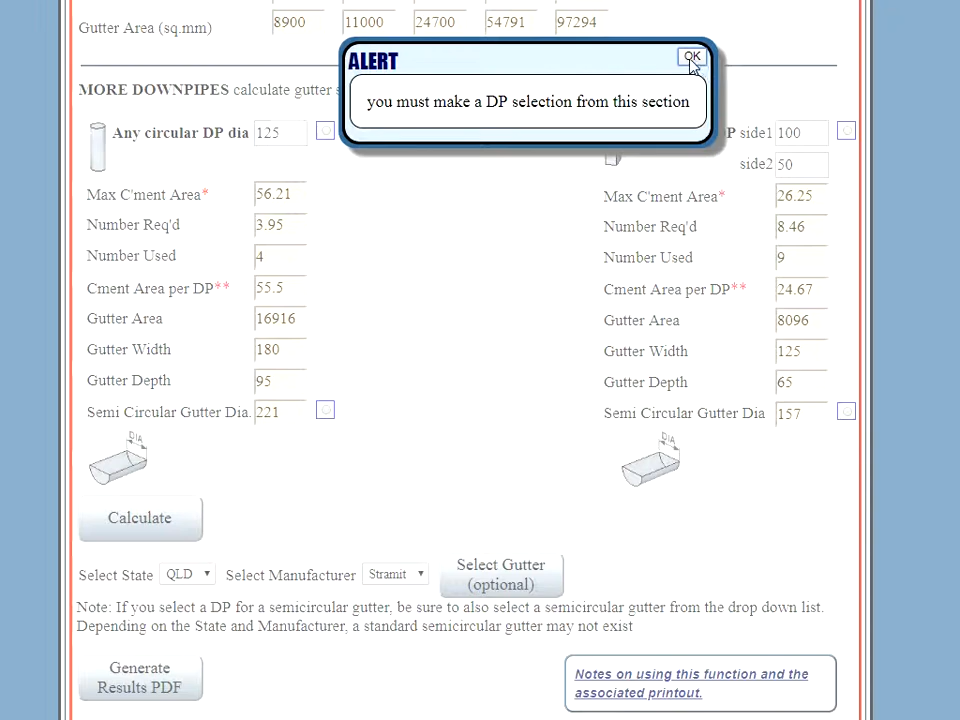 Gutter Area (sq.mm) 8900 11000 24700 54791 97294
ALERT OK
you must make a DP selection from this section
MORE DOWNPIPES calculate gutter
Any circular DP dia 125 side1 100
side2 50
Max C'ment Area* 56.21 Max C'ment Area* 26.25
Number Req'd 3.95 Number Req'd 8.46
Number Used 4 Number Used 9
Cment Area per DP** 55.5 Cment Area per DP** 24.67
Gutter Area 16916 Gutter Area 8096
Gutter Width 180 Gutter Width 125
Gutter Depth 95 Gutter Depth 65
Semi Circular Gutter Dia. 221 Semi Circular Gutter Dia 157
DIA DIA
Calculate
Select State QLD Select Manufacturer Stramit Select Gutter
(optional)
Note: If you select a DP for a semicircular gutter, be sure to also select a semicircular gutter from the drop down list.
Depending on the State and Manufacturer, a standard semicircular gutter may not exist
Generate
Results PDF
Notes on using this function and the
associated printout.